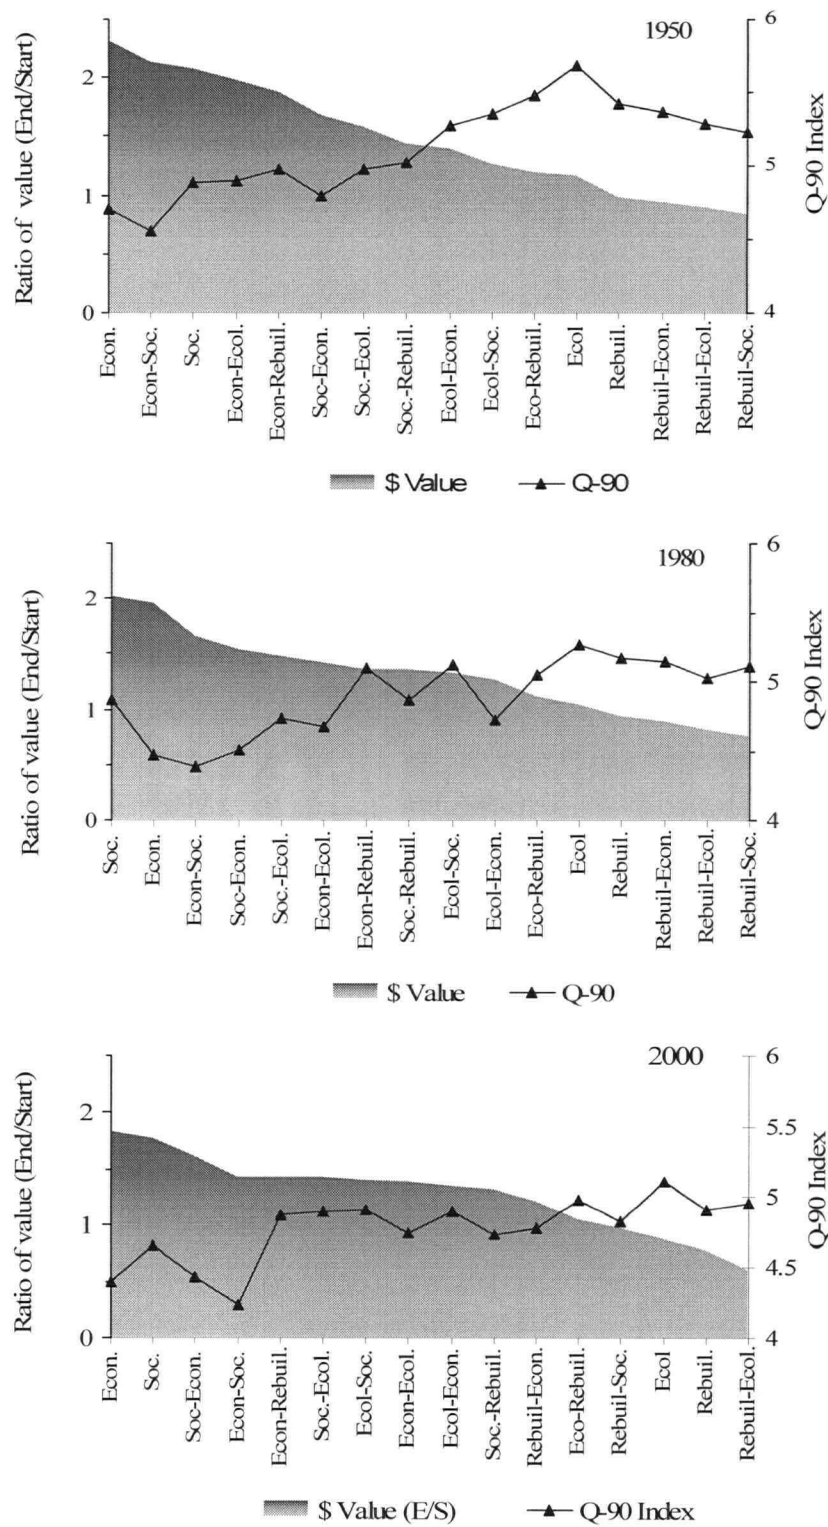 1950
Ratio of value (End/Start)
2
1
0
6
5
4
Q-90 Index
Econ.
Econ-Soc.
Soc.
Econ-Ecol.
Econ-Rebuil.
Soc-Econ.
Soc.-Ecol.
Soc.-Rebuil.
Ecol-Econ.
Ecol-Soc.
Eco-Rebuil.
Ecol
Rebuil.
Rebuil-Econ.
Rebuil-Ecol.
Rebuil-Soc.
$ Value Q-90
1980
Ratio of value (End/Start)
2
1
0
6
5
4
Q-90 Index
Soc.
Econ.
Econ-Soc.
Soc-Econ.
Soc.-Ecol.
Econ-Ecol.
Econ-Rebuil.
Soc.-Rebuil.
Ecol-Soc.
Ecol-Econ.
Eco-Rebuil.
Ecol
Rebuil.
Rebuil-Econ.
Rebuil-Ecol.
Rebuil-Soc.
$ Value Q-90
2000
Ratio of value (End/Start)
2
1
0
6
5.5
5
4.5
4
Q-90 Index
Econ.
Soc.
Soc-Econ.
Econ-Soc.
Econ-Rebuil.
Soc.-Ecol.
Ecol-Soc.
Econ-Ecol.
Ecol-Econ.
Soc.-Rebuil.
Rebuil-Econ.
Eco-Rebuil.
Rebuil-Soc.
Ecol
Rebuil.
Rebuil-Ecol.
$ Value (E/S) Q-90 Index